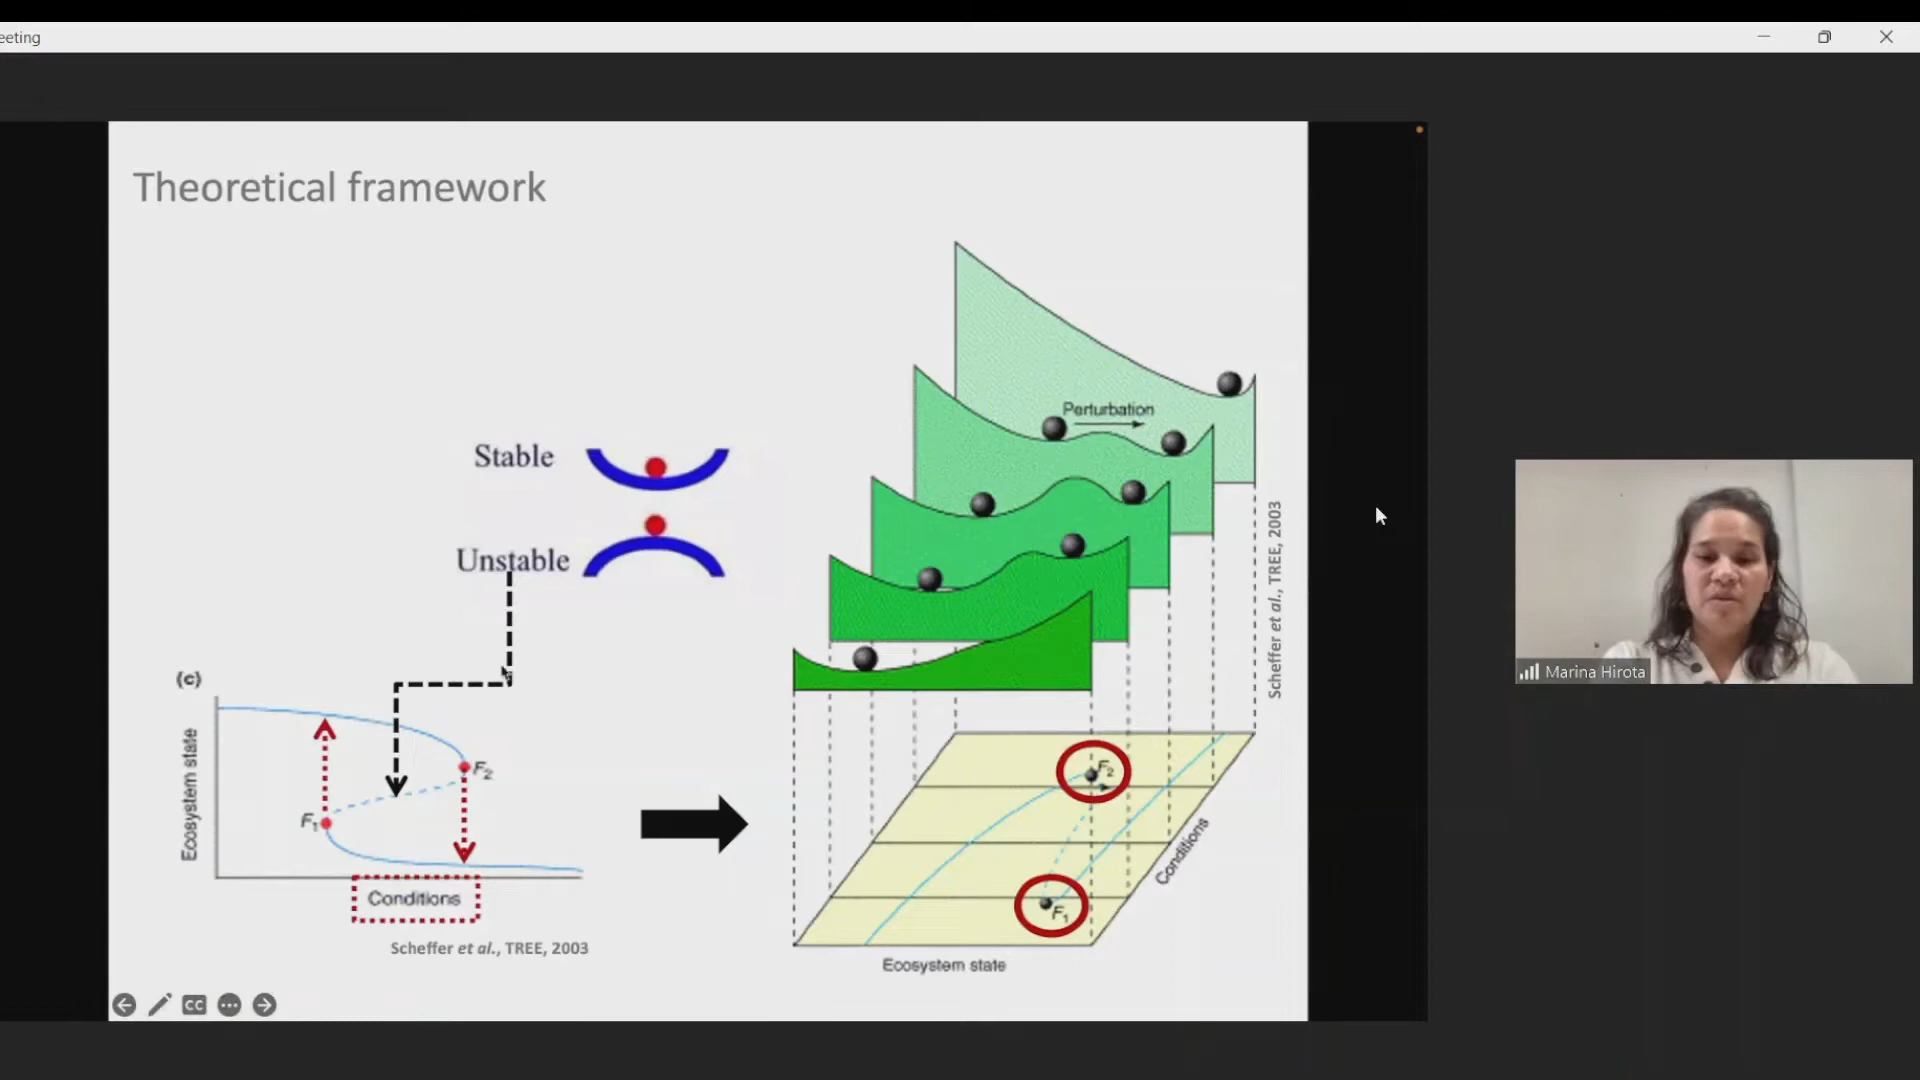 eeting
Theoretical framework
Perturbation
Stable
Unstable
Scheffer et al., TREE, 2003
(c)
Ecosystem state
F2
F1
Conditions
Scheffer et al., TREE, 2003
F2
F1
Conditions
Ecosystem state
CC
Marina Hirota